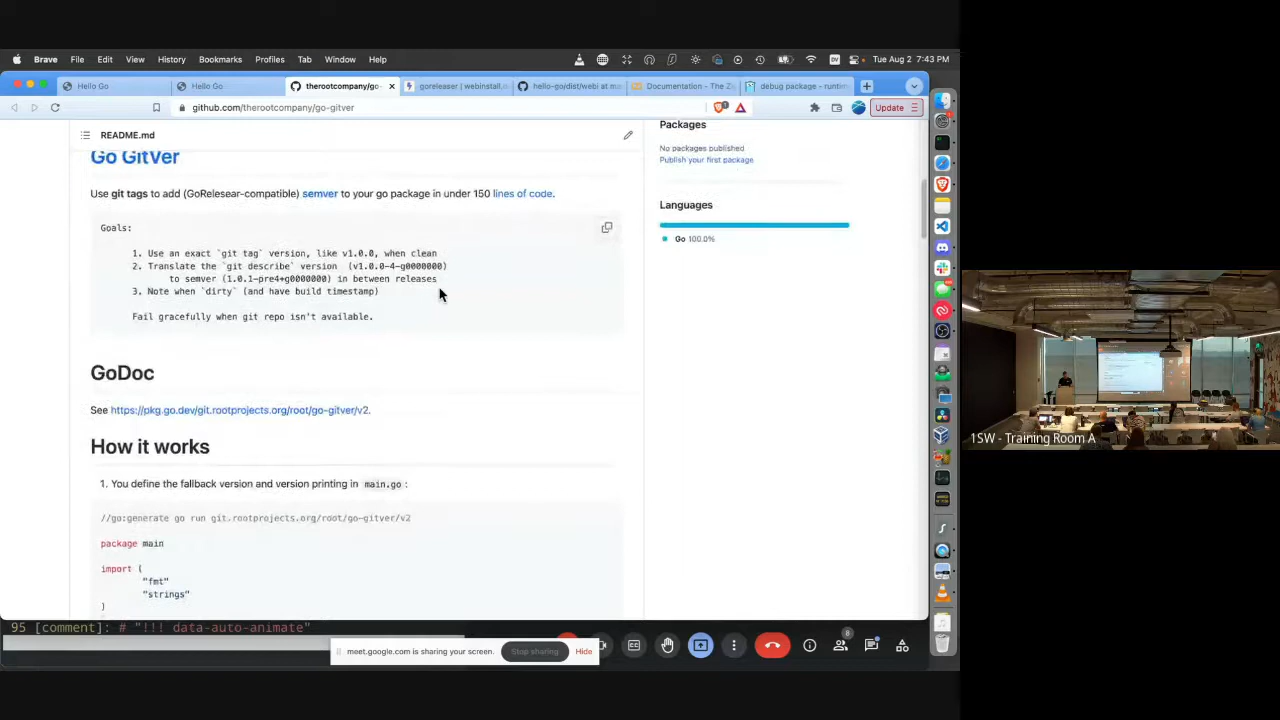 Brave File Edit View History Bookmarks Profiles Tab Window Help
Tue Aug 2 7:43 PM
Hello Go
Hello Go
therootcompany/go-
goreleaser | webinstall.
hello-go/dist/webi at m
Documentation - The Zi
debug package - runti
github.com/therootcompany/go-gitver
Update
README.md
Go GitVer
Use git tags to add (GoRelesear-compatible) semver to your go package in under 150 lines of code.
Goals:
1. Use an exact `git tag` version, like v1.0.0, when clean
2. Translate the `git describe` version (v1.0.0-4-g0000000)
to semver (1.0.1-pre4+g0000000) in between releases
3. Note when `dirty` (and have build timestamp)
Fail gracefully when git repo isn't available.
GoDoc
See https://pkg.go.dev/git.rootprojects.org/root/go-gitver/v2.
How it works
1. You define the fallback version and version printing in main.go :
//go:generate go run git.rootprojects.org/root/go-gitver/v2
package main
import (
"fmt"
"strings"
)
Packages
No packages published
Publish your first package
Languages
Go 100.0%
95 [comment]: # "!!! data-auto-animate"
meet.google.com is sharing your screen.
Stop sharing
Hide
8
1SW - Training Room A